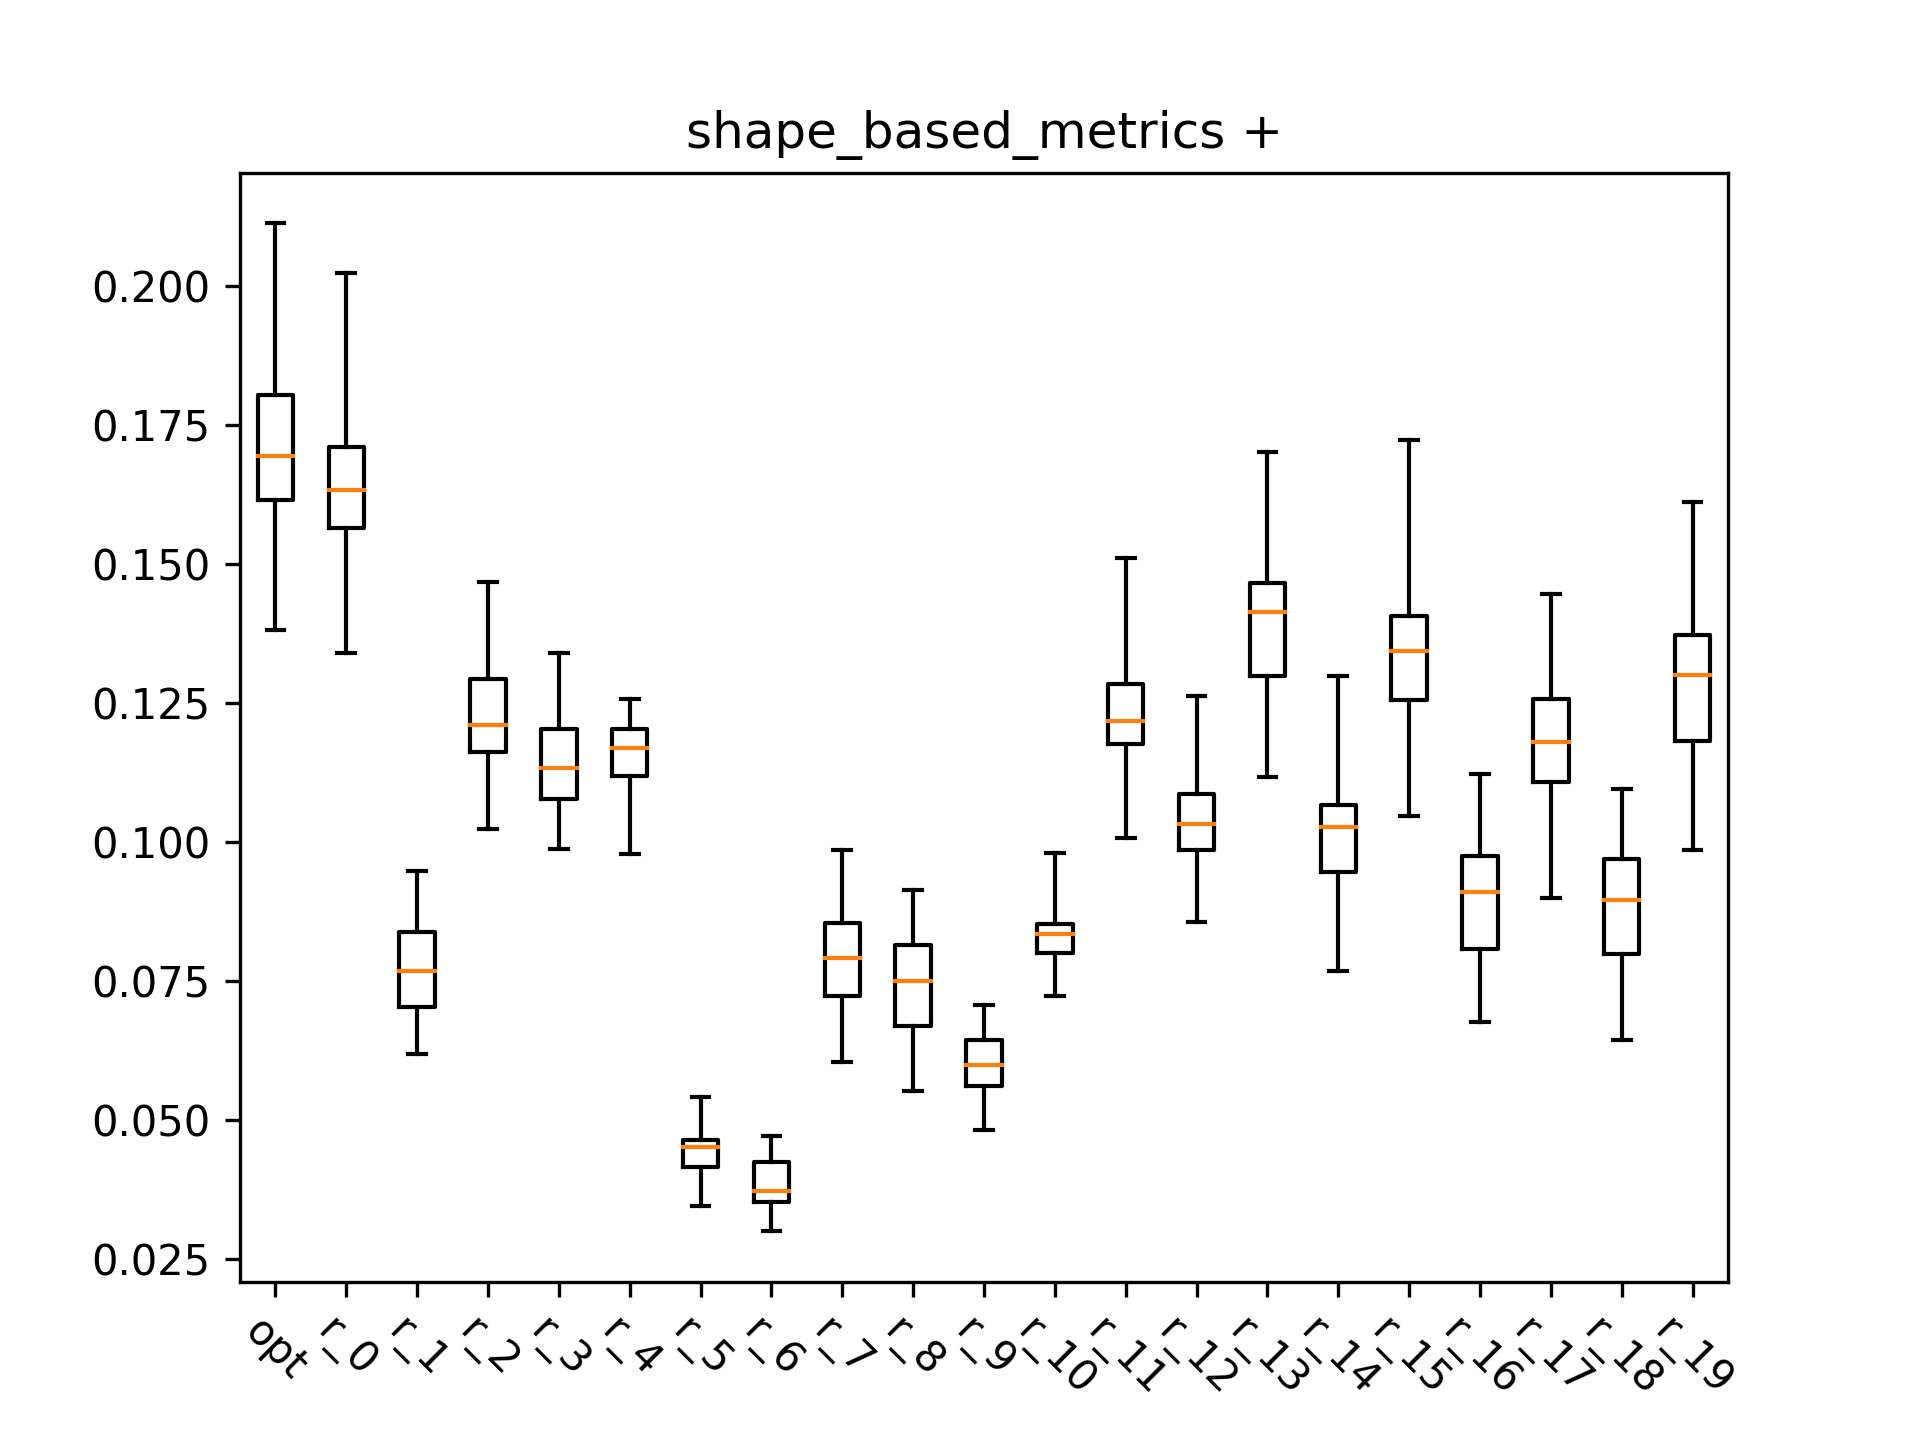 shape_based_metrics +
0.200
0.175
0.150
0.125
0.100
0.075
0.050
0.025
opt
r_0
r_1
r_2
r_3
r_4
r_5
r_6
r_7
r_8
r_9
r_10
r_11
r_12
r_13
r_14
r_15
r_16
r_17
r_18
r_19